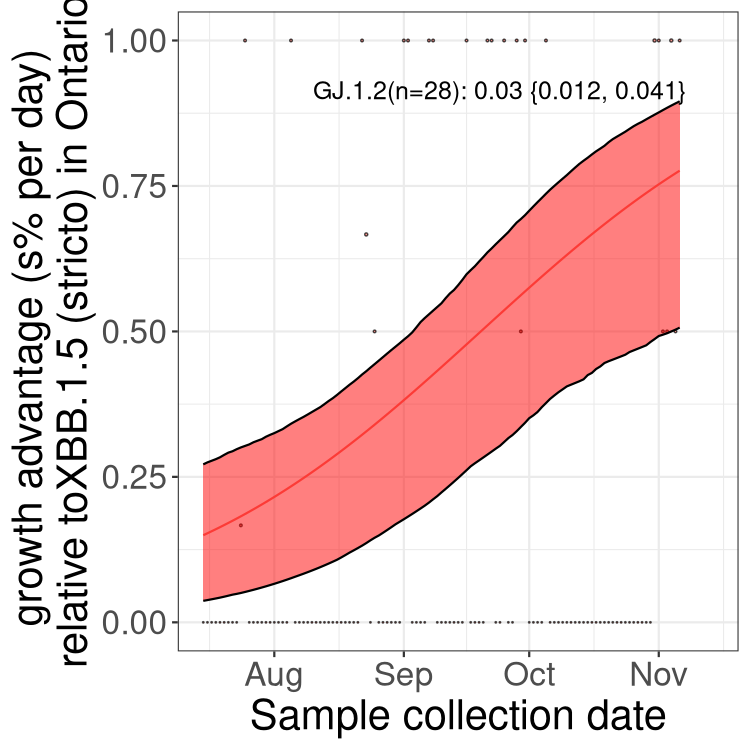 growth advantage (s% per day)
relative toXBB.1.5 (stricto) in Ontario
1.00
0.75
0.50
0.25
0.00
GJ.1.2(n=28): 0.03 {0.012, 0.041}
Aug Sep Oct Nov
Sample collection date